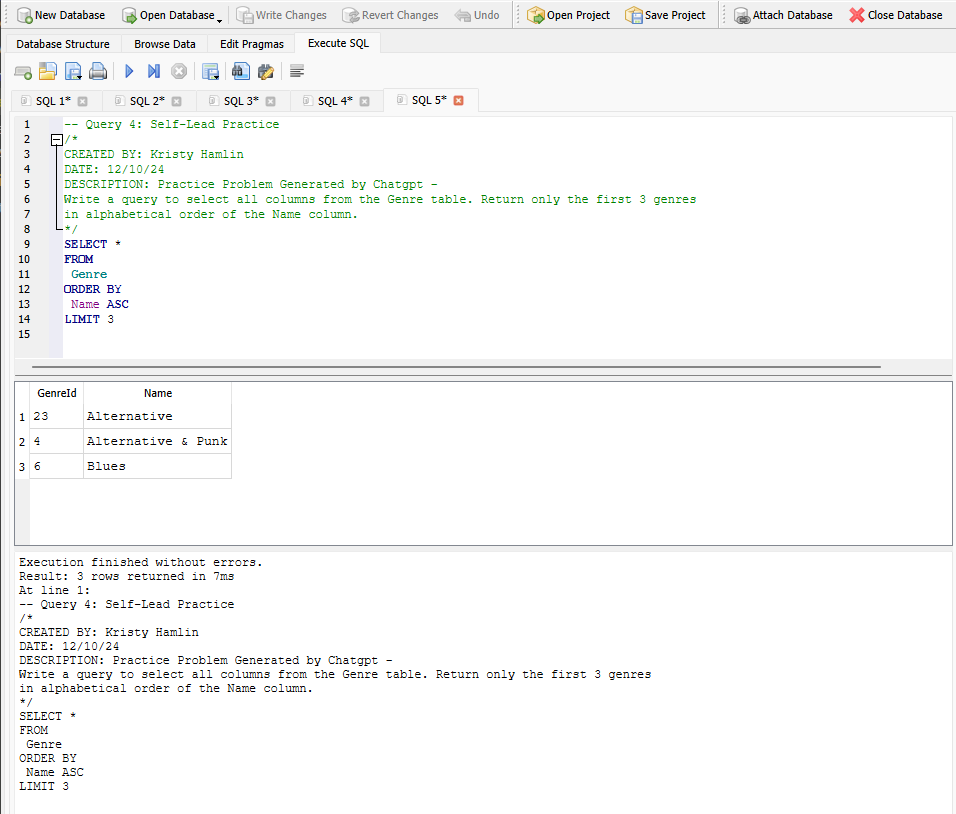 New Database Open Database Write Changes Revert Changes Undo Open Project Save Project Attach Database Close Database
Database Structure Browse Data Edit Pragmas Execute SQL
SQL 1* SQL 2* SQL 3* SQL 4* SQL 5*
1 -- Query 4: Self-Lead Practice
2 /*
3 CREATED BY: Kristy Hamlin
4 DATE: 12/10/24
5 DESCRIPTION: Practice Problem Generated by Chatgpt -
6 Write a query to select all columns from the Genre table. Return only the first 3 genres
7 in alphabetical order of the Name column.
8 */
9 SELECT *
10 FROM
11 Genre
12 ORDER BY
13 Name ASC
14 LIMIT 3
15
GenreId Name
1 23 Alternative
2 4 Alternative & Punk
3 6 Blues
Execution finished without errors.
Result: 3 rows returned in 7ms
At line 1:
-- Query 4: Self-Lead Practice
/*
CREATED BY: Kristy Hamlin
DATE: 12/10/24
DESCRIPTION: Practice Problem Generated by Chatgpt -
Write a query to select all columns from the Genre table. Return only the first 3 genres
in alphabetical order of the Name column.
*/
SELECT *
FROM
Genre
ORDER BY
Name ASC
LIMIT 3